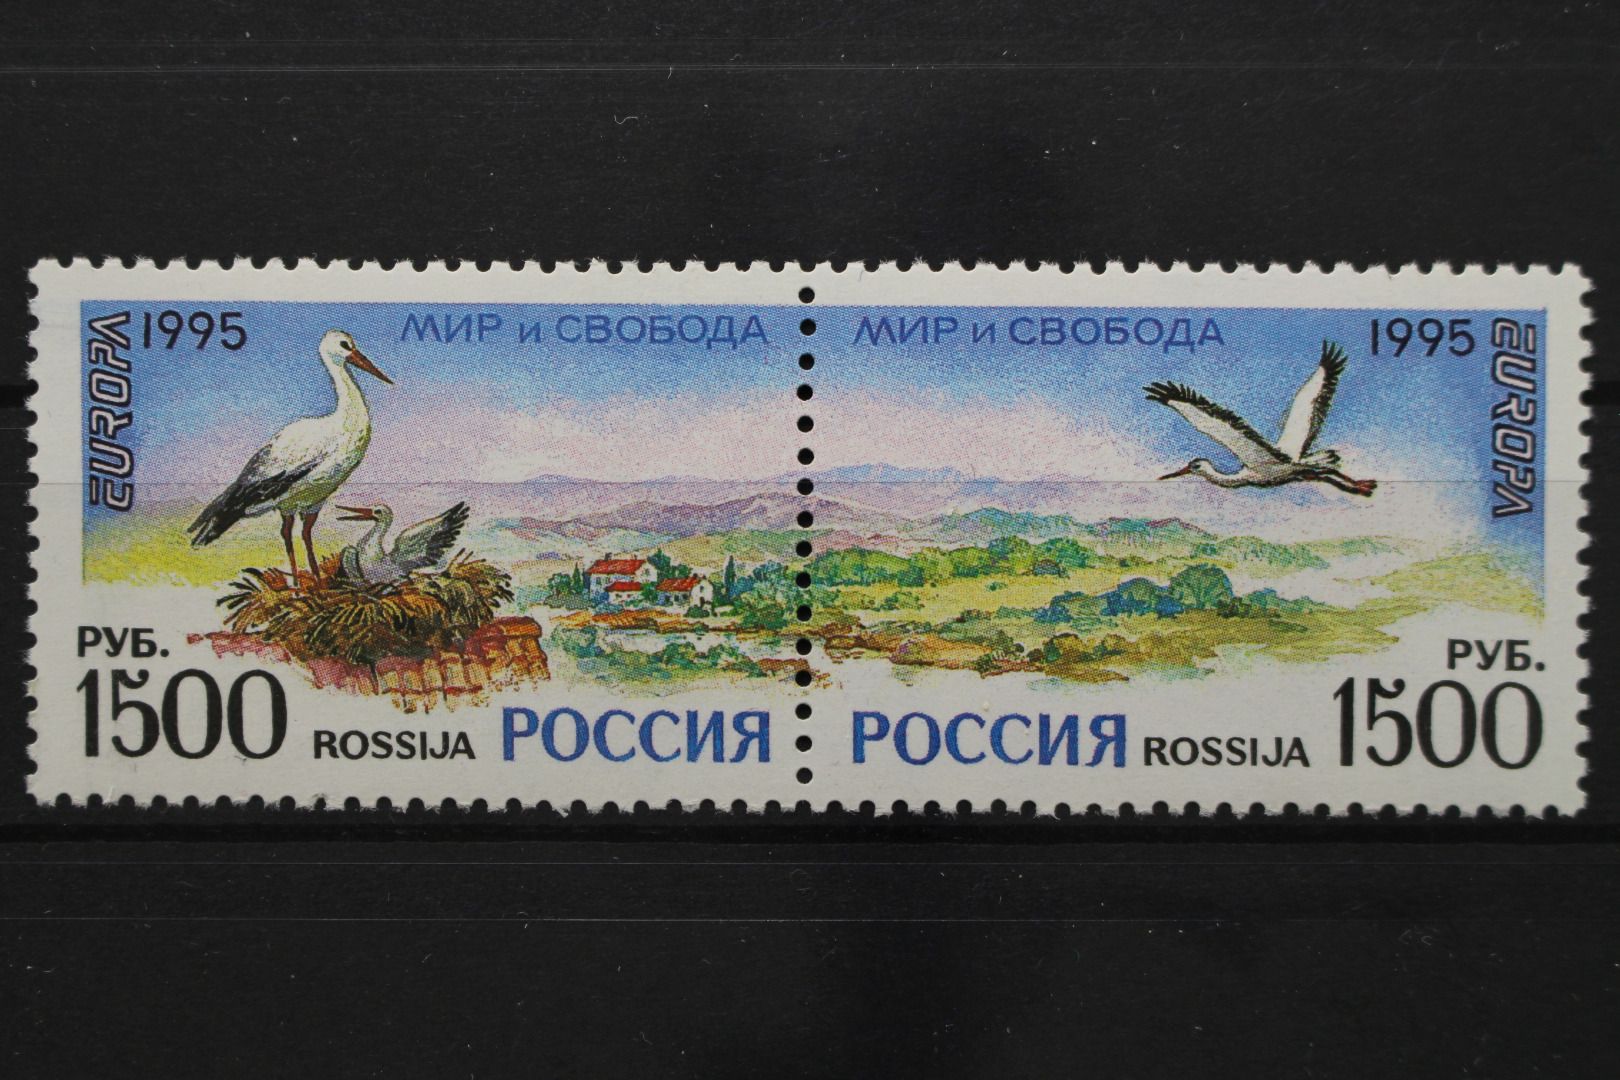 EUROPA
1995
МИР и СВОБОДА
РУБ.
1500
ROSSIJA РОССИЯ
МИР и СВОБОДА
1995
EUROPA
РУБ.
РОССИЯ ROSSIJA
1500